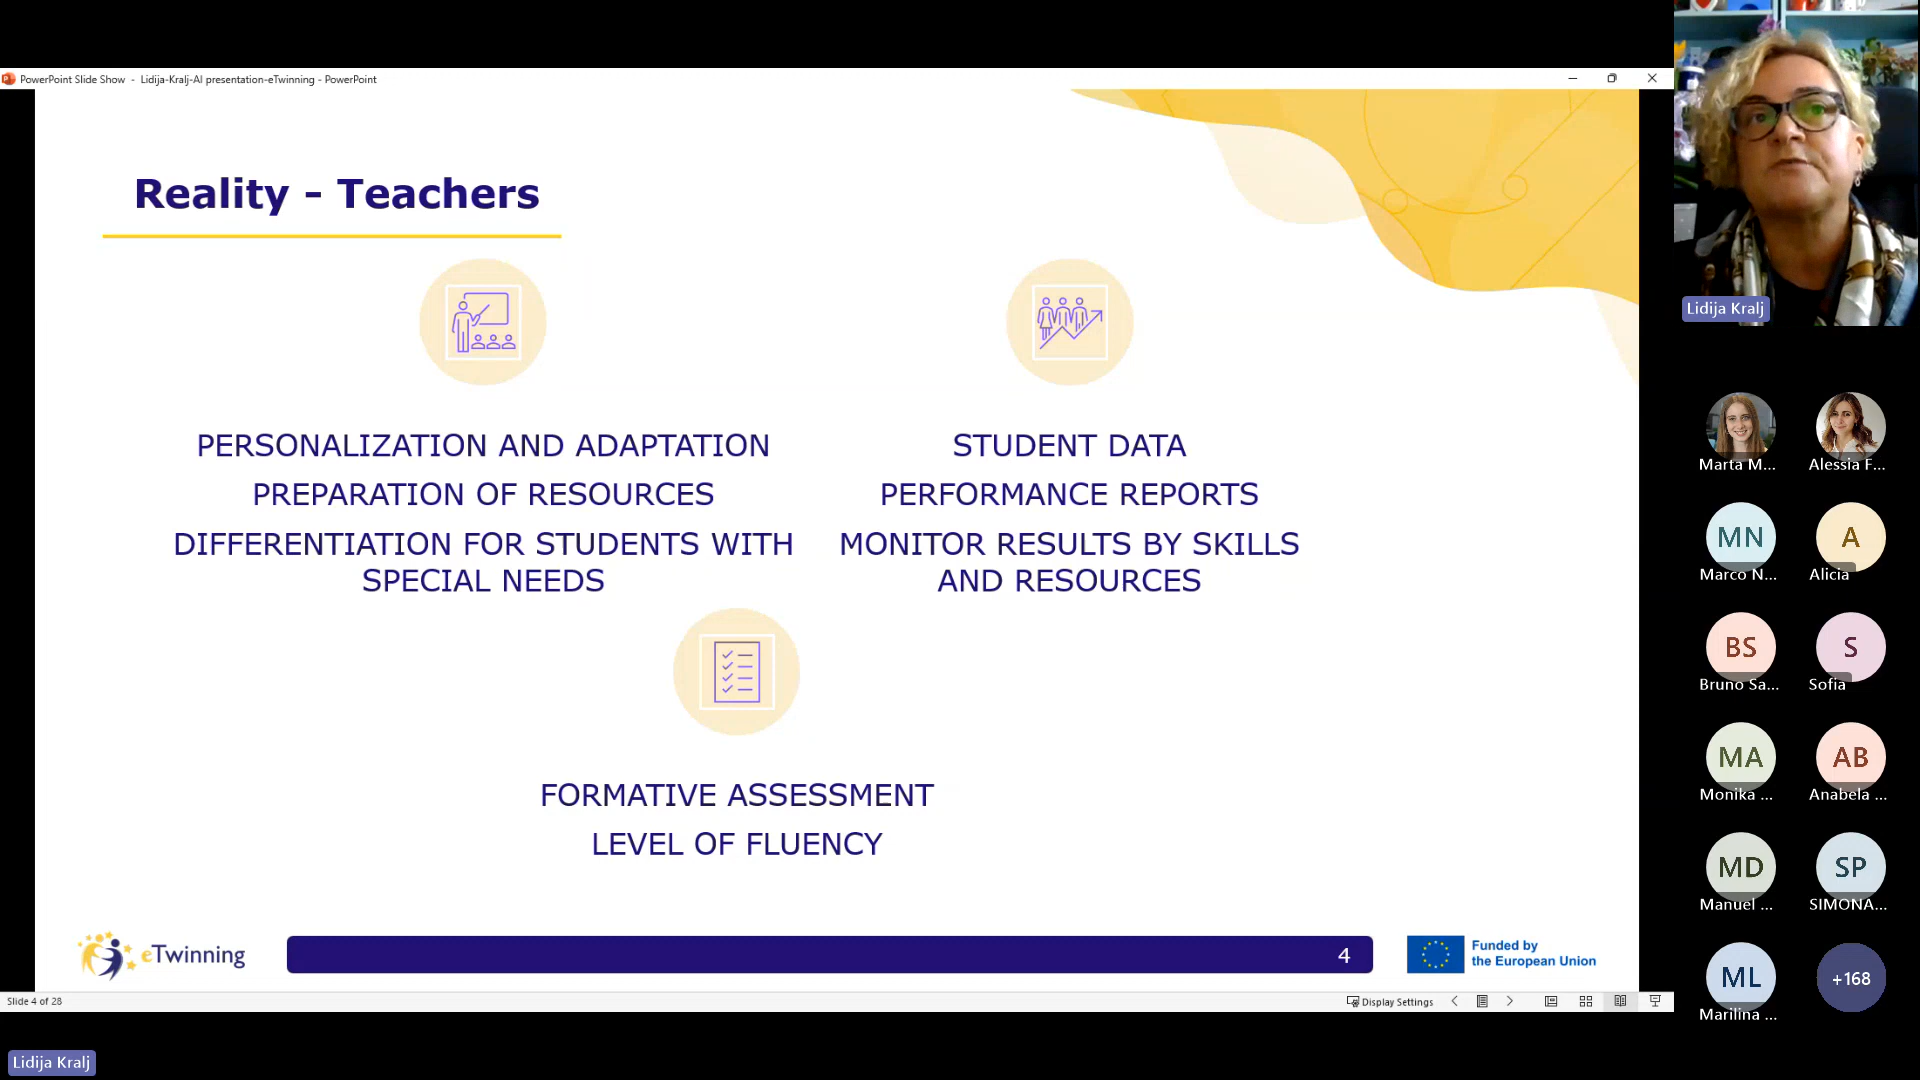 PowerPoint Slide Show - Lidija-Kralj-AI presentation-eTwinning - PowerPoint
Reality - Teachers
PERSONALIZATION AND ADAPTATION
PREPARATION OF RESOURCES
DIFFERENTIATION FOR STUDENTS WITH
SPECIAL NEEDS
STUDENT DATA
PERFORMANCE REPORTS
MONITOR RESULTS BY SKILLS
AND RESOURCES
FORMATIVE ASSESSMENT
LEVEL OF FLUENCY
eTwinning
4
Funded by
the European Union
Slide 4 of 28
Display Settings
Lidija Kralj
Lidija Kralj
Marta M...
Alessia F...
MN
Marco N...
A
Alicia
BS
Bruno Sa...
S
Sofia
MA
Monika ...
AB
Anabela ...
MD
Manuel ...
SP
SIMONA...
ML
Marilina ...
+168